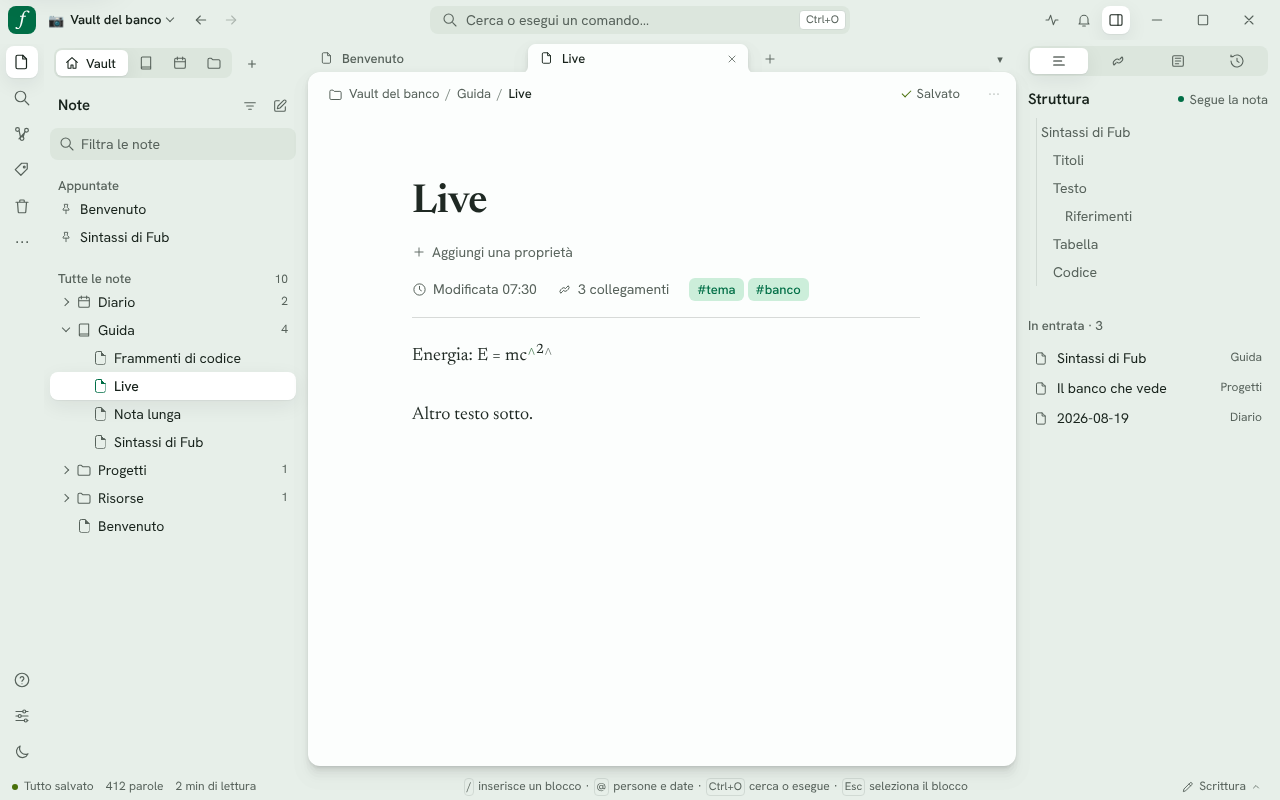 Vault del banco
Cerca o esegui un comando...
Ctrl+O
Vault
Note
Filtra le note
Appuntate
Benvenuto
Sintassi di Fub
Tutte le note 10
Diario 2
Guida 4
Frammenti di codice
Live
Nota lunga
Sintassi di Fub
Progetti 1
Risorse 1
Benvenuto
Benvenuto
Live
Vault del banco / Guida / Live
Salvato
Live
Aggiungi una proprietà
Modificata 07:30 3 collegamenti #tema #banco
Energia: E = mc^2^
Altro testo sotto.
Struttura
Segue la nota
Sintassi di Fub
Titoli
Testo
Riferimenti
Tabella
Codice
In entrata · 3
Sintassi di Fub Guida
Il banco che vede Progetti
2026-08-19 Diario
Tutto salvato 412 parole 2 min di lettura
/ inserisce un blocco · @ persone e date · Ctrl+O cerca o esegue · Esc seleziona il blocco
Scrittura